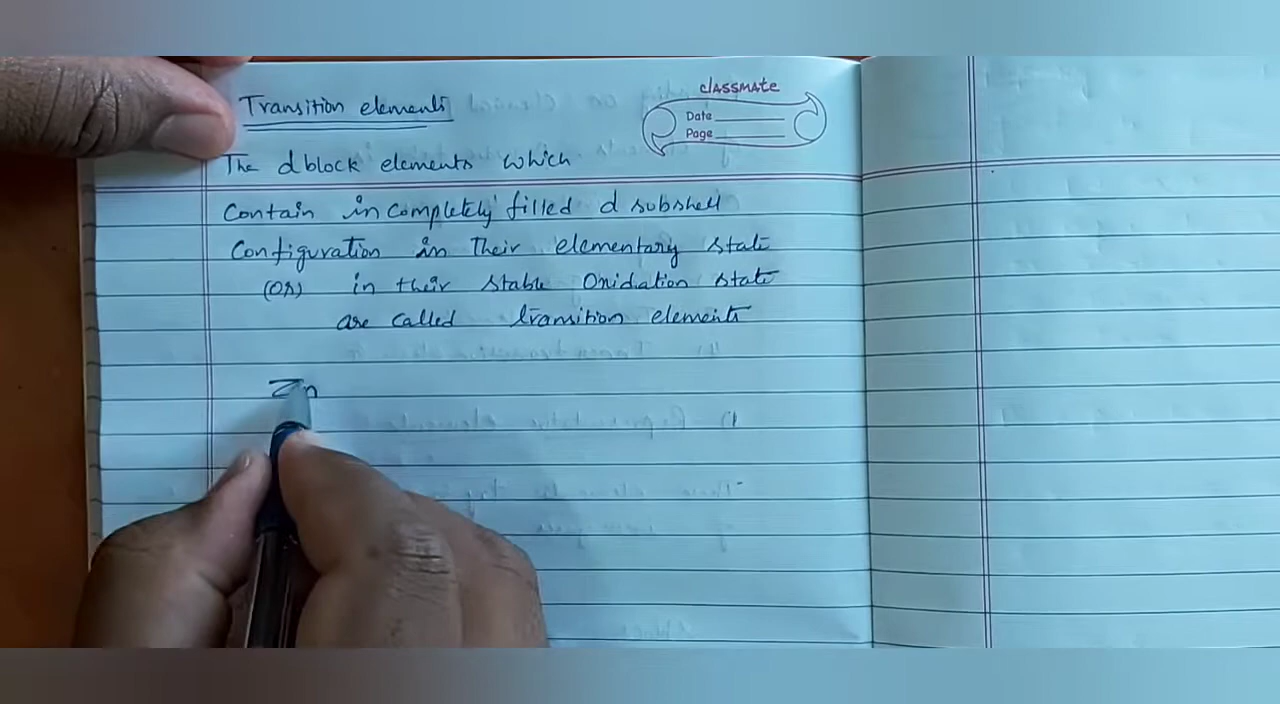 Transition elements
classmate
Date
Page
The d block elements which
Contain incompletely filled d subshell
Configuration in their elementary state
(OR) in their stable Oxidation state
are called transition elements
Zn